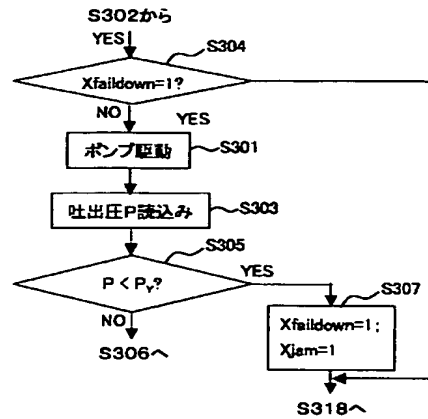 S302から
YES
S304
Xfaildown=1?
NO
YES
ポンプ駆動
S301
吐出圧P読込み
S303
S305
P < PY?
YES
S307
NO
Xfaildown=1;
Xjam=1
S306へ
S318へ